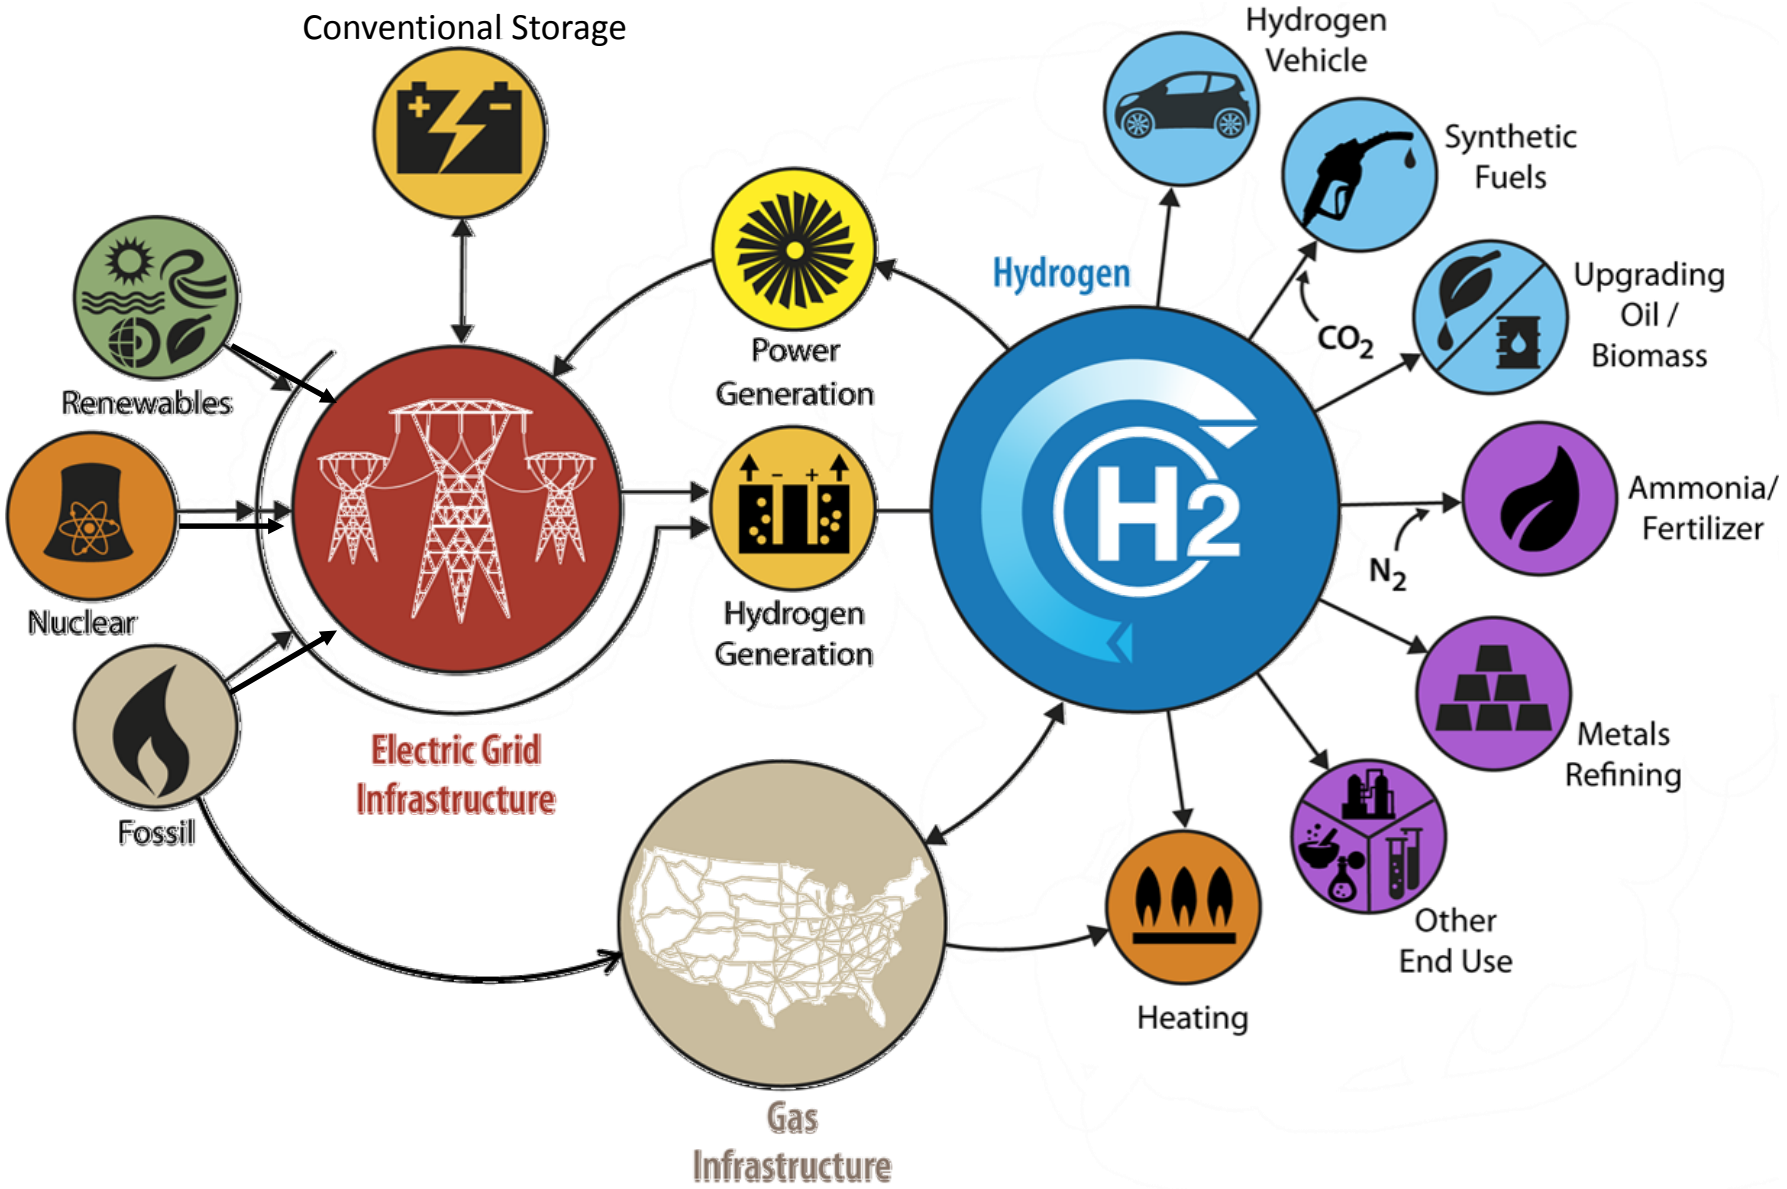 Conventional Storage
Hydrogen
Vehicle
Synthetic
Fuels
+ −
Renewables
Power
Generation
Hydrogen
CO2
Upgrading
Oil /
Biomass
Nuclear
− +
Hydrogen
Generation
H2
N2
Ammonia/
Fertilizer
Fossil
Electric Grid
Infrastructure
Metals
Refining
Other
End Use
Heating
Gas
Infrastructure